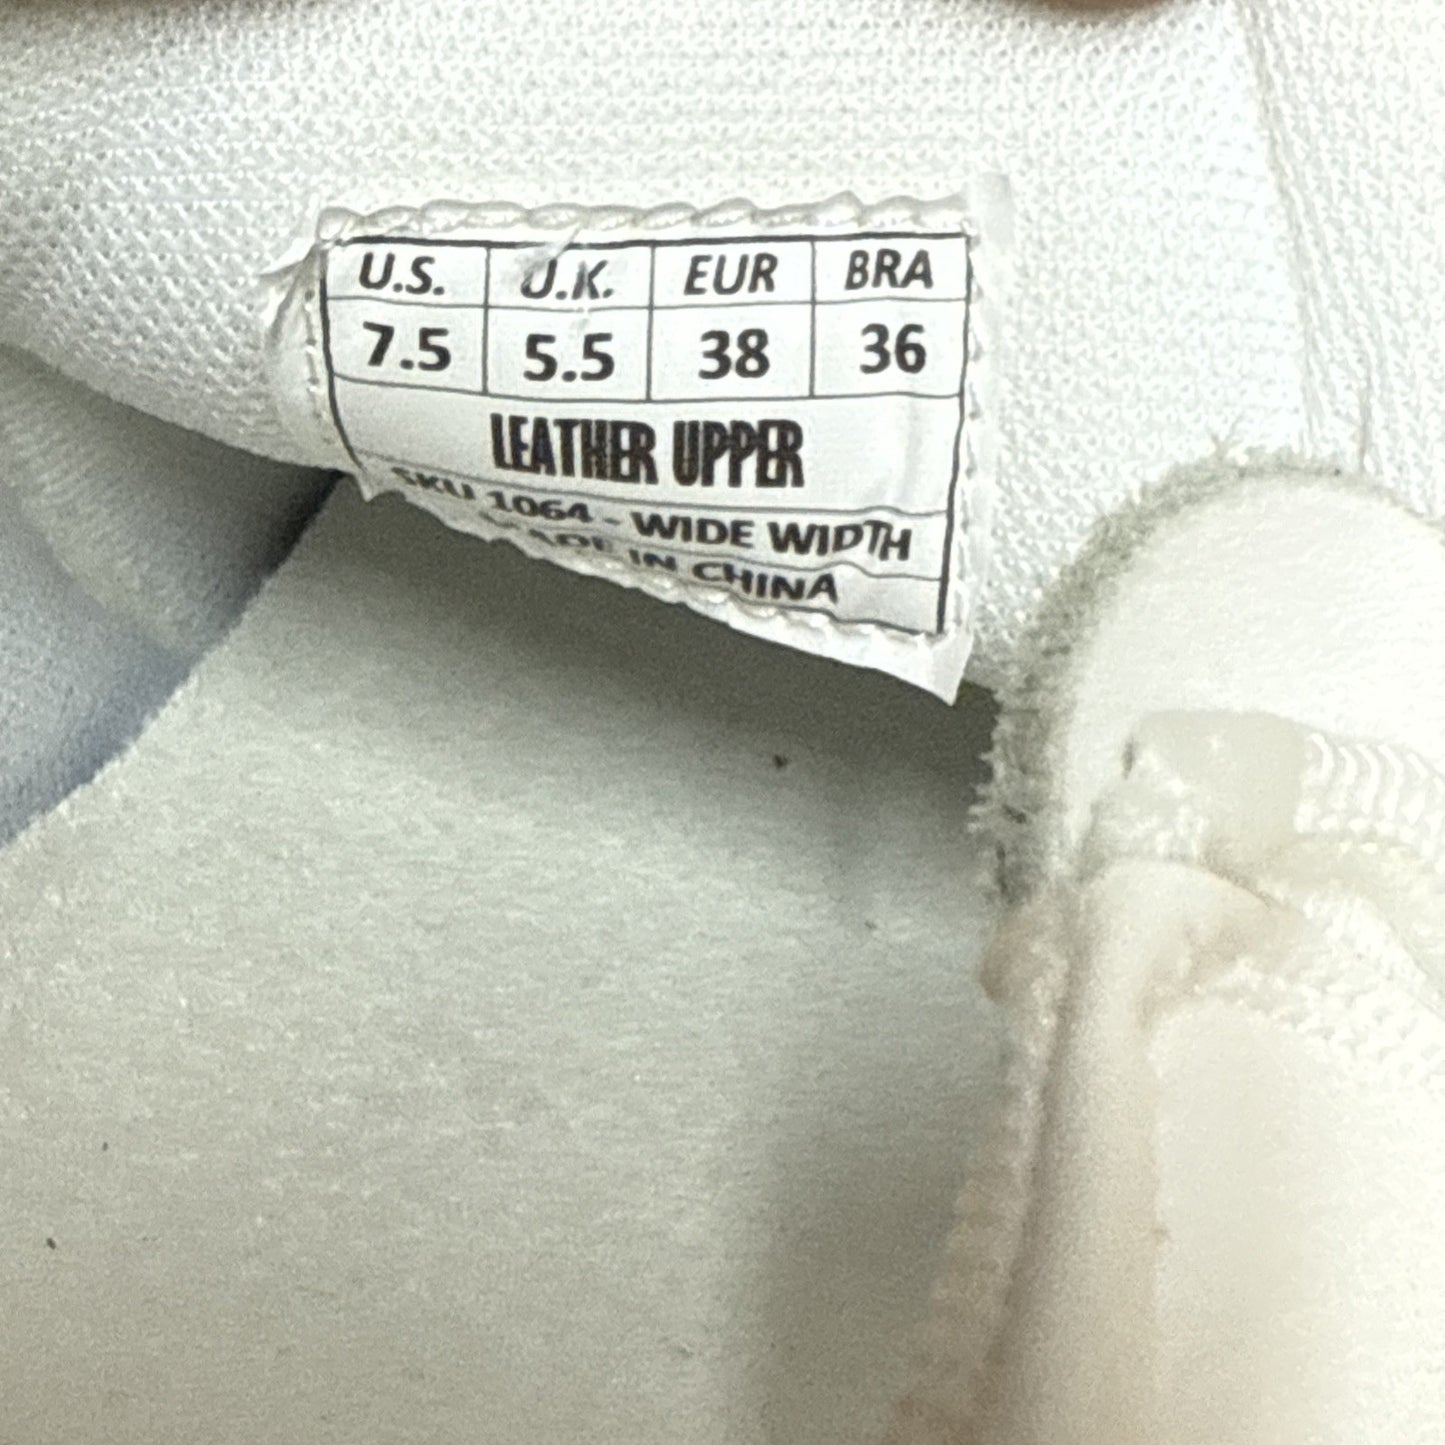 U.S. U.K. EUR BRA
7.5 5.5 38 36
LEATHER UPPER
SKU 1064 - WIDE WIDTH
MADE IN CHINA